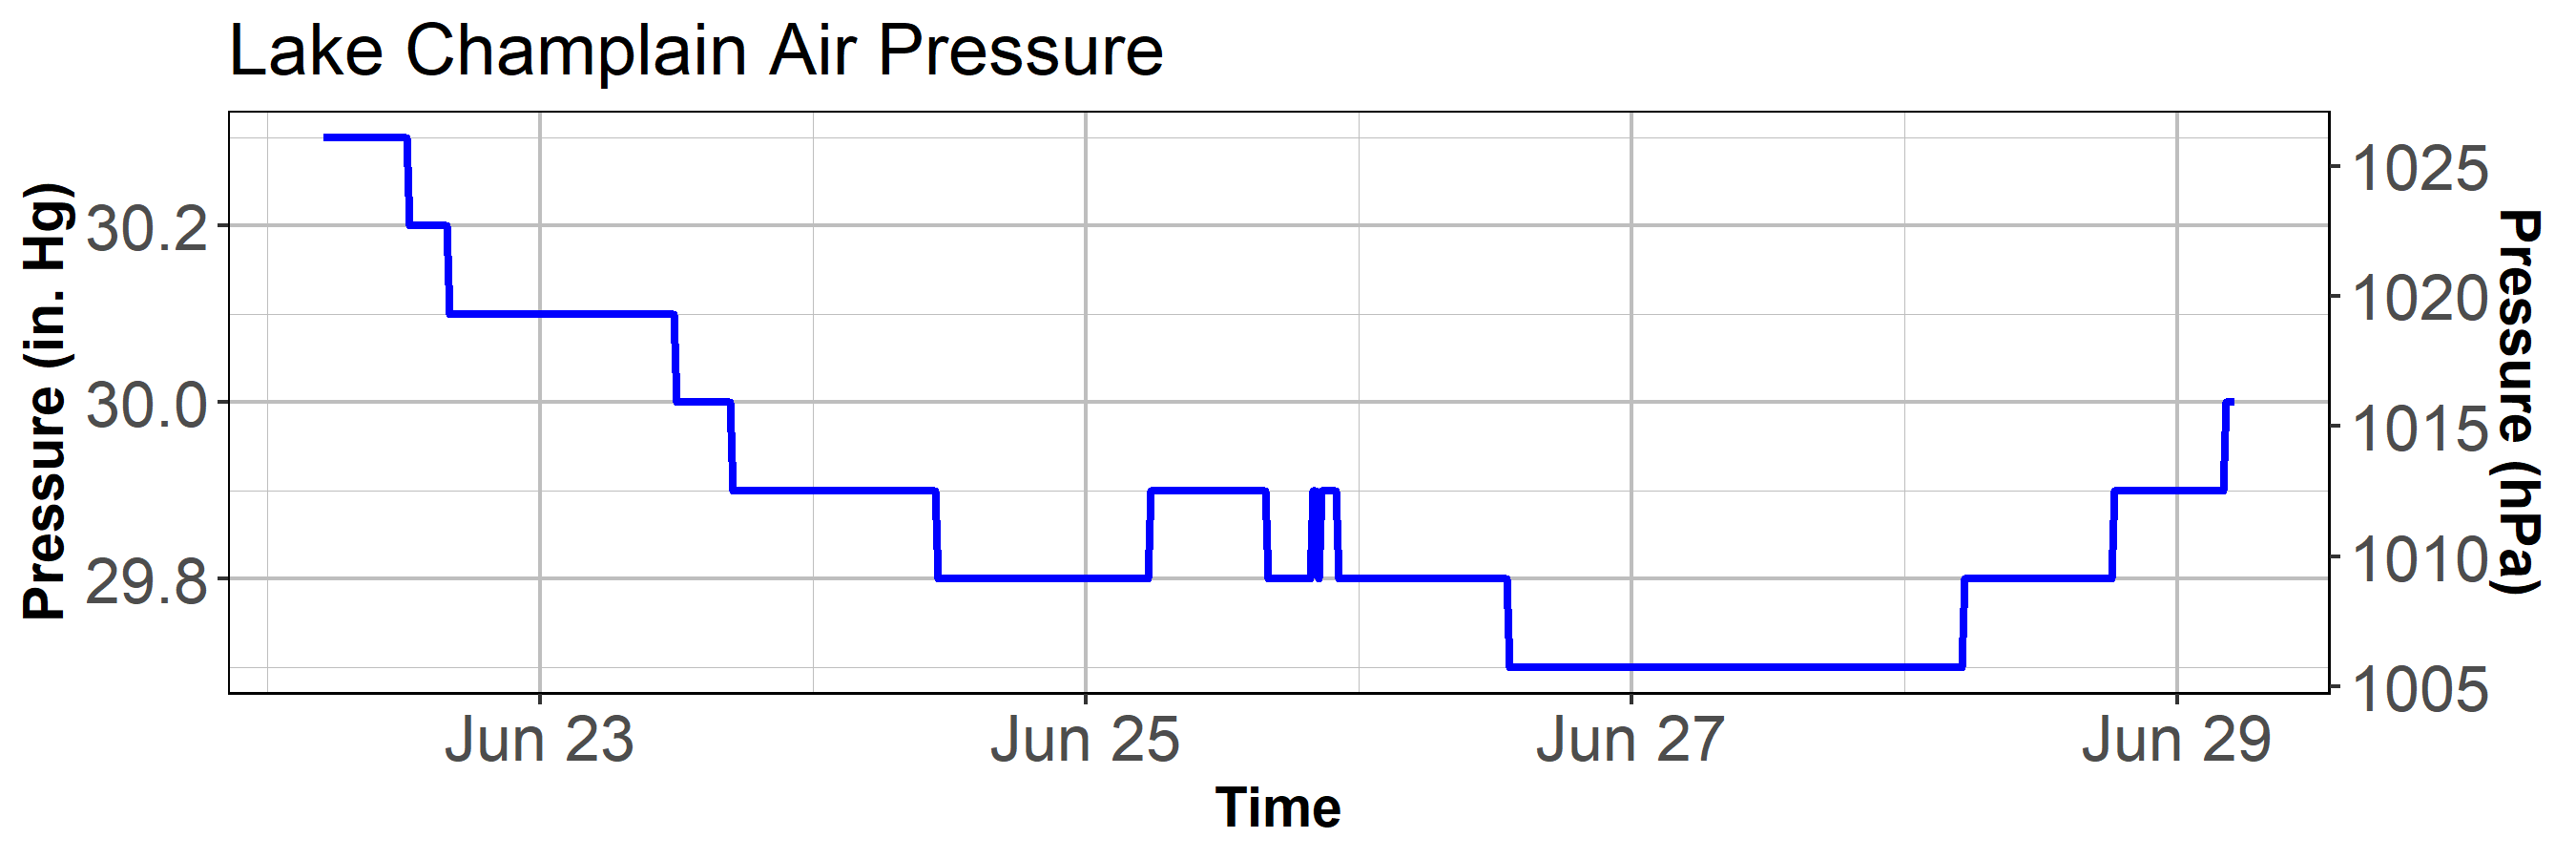 Lake Champlain Air Pressure
Pressure (in. Hg)
30.2
30.0
29.8
1025
1020
1015
1010
1005
Pressure (hPa)
Jun 23
Jun 25
Jun 27
Jun 29
Time